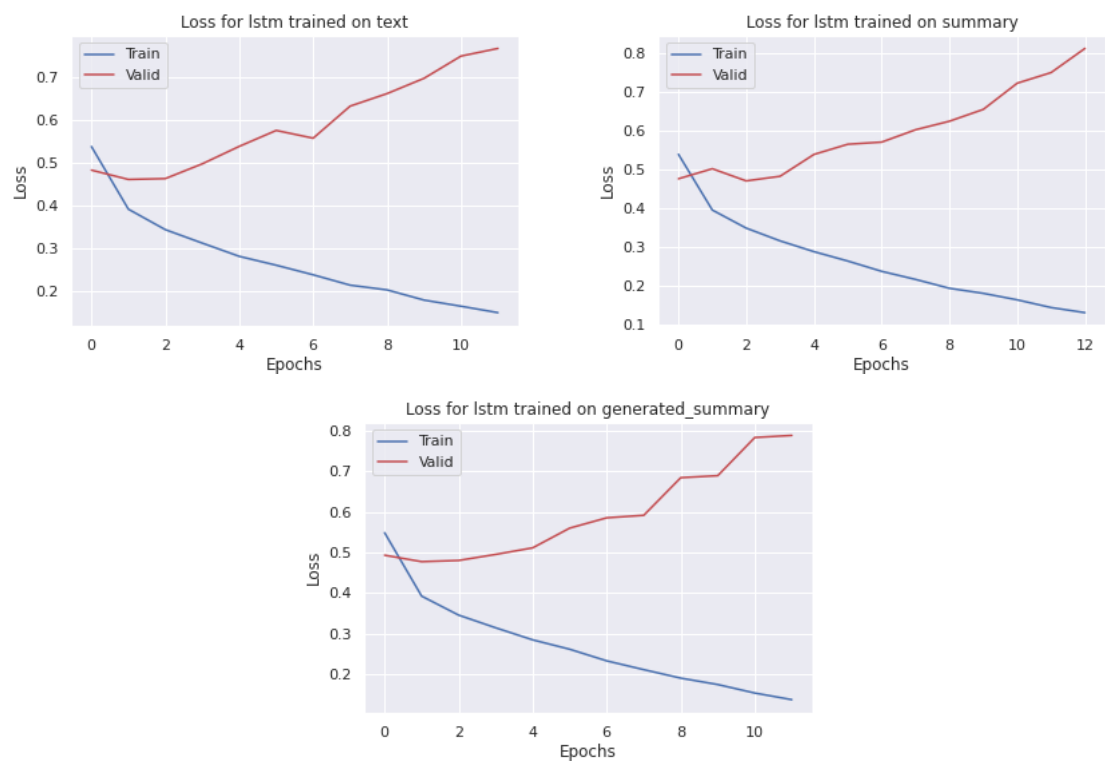 Loss for lstm trained on text
Train
Valid
Loss
0.7
0.6
0.5
0.4
0.3
0.2
0 2 4 6 8 10
Epochs
Loss for lstm trained on summary
Train
Valid
Loss
0.8
0.7
0.6
0.5
0.4
0.3
0.2
0.1
0 2 4 6 8 10 12
Epochs
Loss for lstm trained on generated_summary
Train
Valid
Loss
0.8
0.7
0.6
0.5
0.4
0.3
0.2
0 2 4 6 8 10
Epochs